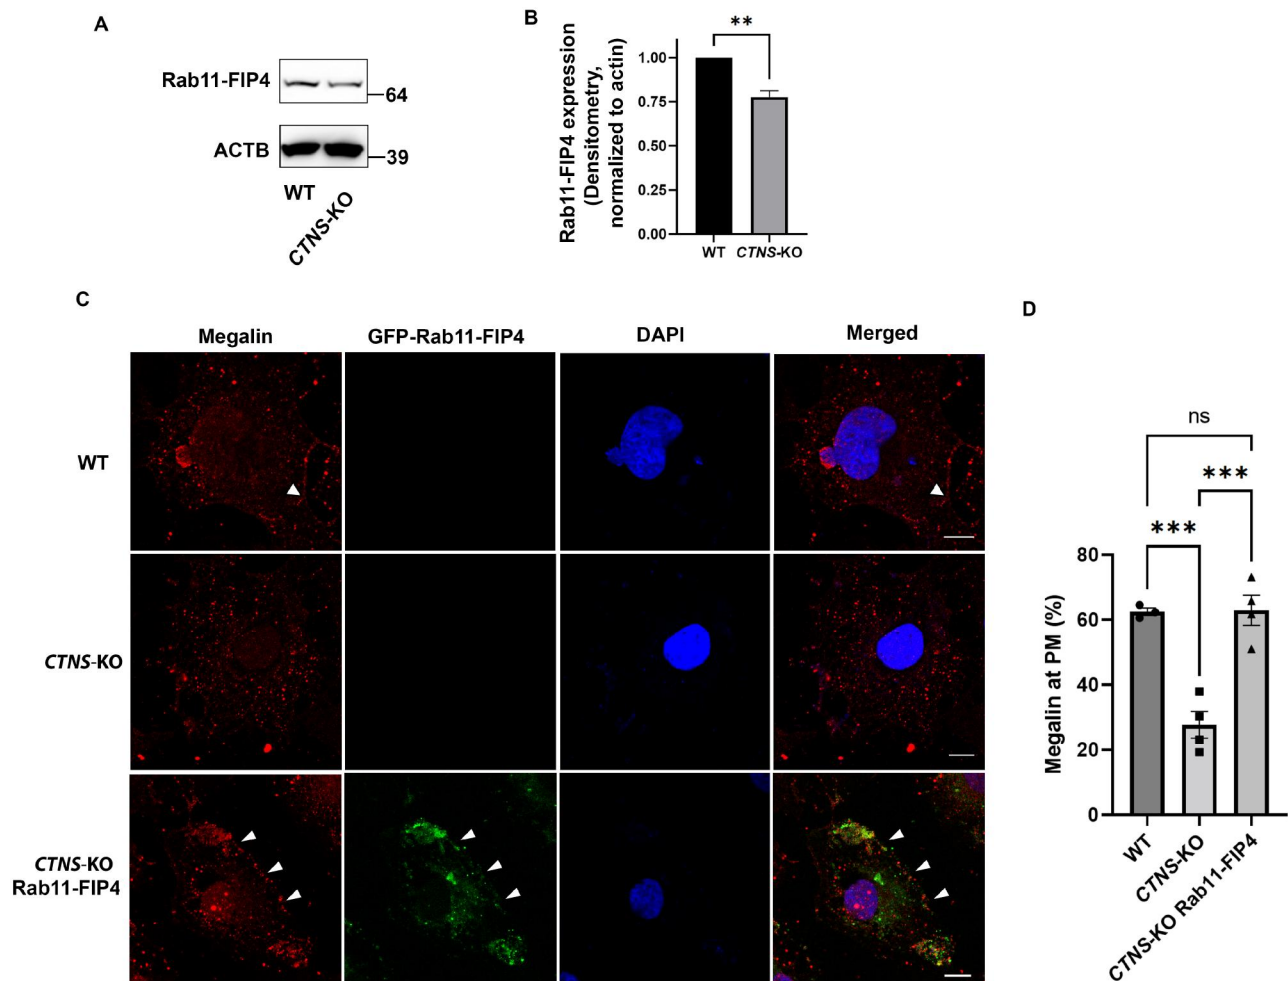 A
Rab11-FIP4
64
ACTB
39
WT
CTNS-KO
B
**
Rab11-FIP4 expression
(Densitometry,
normalized to actin)
1.00
0.75
0.50
0.25
0.00
WT CTNS-KO
C
Megalin GFP-Rab11-FIP4 DAPI Merged
WT
CTNS-KO
CTNS-KO
Rab11-FIP4
D
ns
***
***
Megalin at PM (%)
80
60
40
20
0
WT
CTNS-KO
CTNS-KO Rab11-FIP4